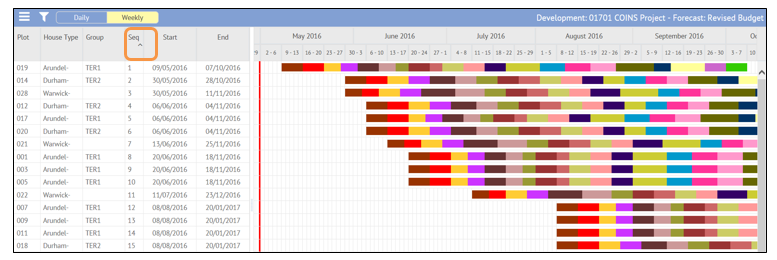 Daily Weekly Development: 01701 COINS Project - Forecast: Revised Budget
Plot House Type Group Seq Start End May 2016 June 2016 July 2016 August 2016 September 2016
29 2 - 6 9 - 13 16 - 20 23 - 27 30 - 3 6 - 10 13 - 17 20 - 24 27 - 1 4 - 8 11 - 15 18 - 22 25 - 29 1 - 5 8 - 12 15 - 19 22 - 26 29 - 2 5 - 9 12 - 16 19 - 23 26 - 30 3 - 7 10
019 Arundel- TER1 1 09/05/2016 07/10/2016
014 Durham- TER2 2 30/05/2016 28/10/2016
028 Warwick- 3 30/05/2016 11/11/2016
012 Durham- TER2 4 06/06/2016 04/11/2016
017 Arundel- TER1 5 06/06/2016 04/11/2016
020 Durham- TER2 6 06/06/2016 04/11/2016
021 Warwick- 7 13/06/2016 25/11/2016
001 Arundel- TER1 8 20/06/2016 18/11/2016
005 Arundel- TER1 9 20/06/2016 18/11/2016
005 Arundel- TER1 10 20/06/2016 18/11/2016
022 Warwick- 11 11/07/2016 23/12/2016
007 Arundel- TER1 12 08/08/2016 20/01/2017
009 Arundel- TER1 13 08/08/2016 20/01/2017
011 Arundel- TER1 14 08/08/2016 20/01/2017
018 Durham- TER2 15 08/08/2016 20/01/2017